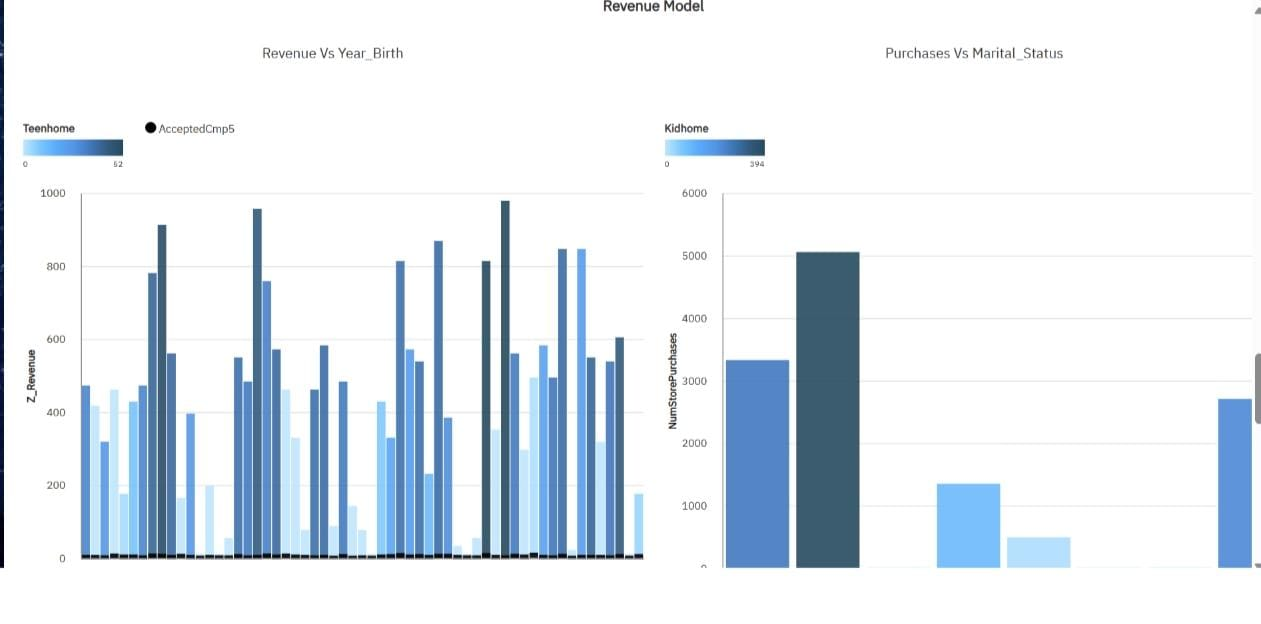 Revenue Model
Revenue Vs Year_Birth
Teenhome
AcceptedCmp5
0 52
1000
800
600
400
200
0
Z_Revenue
Purchases Vs Marital_Status
Kidhome
0 394
6000
5000
4000
3000
2000
1000
0
NumStorePurchases